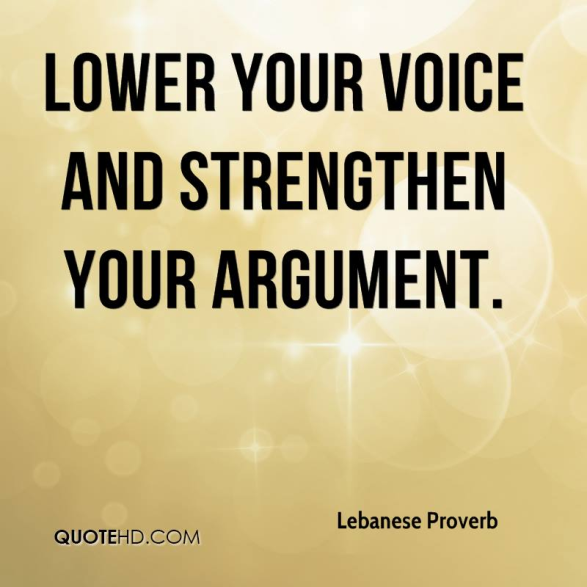 LOWER YOUR VOICE
AND STRENGTHEN
YOUR ARGUMENT.
Lebanese Proverb
QUOTEHD.COM